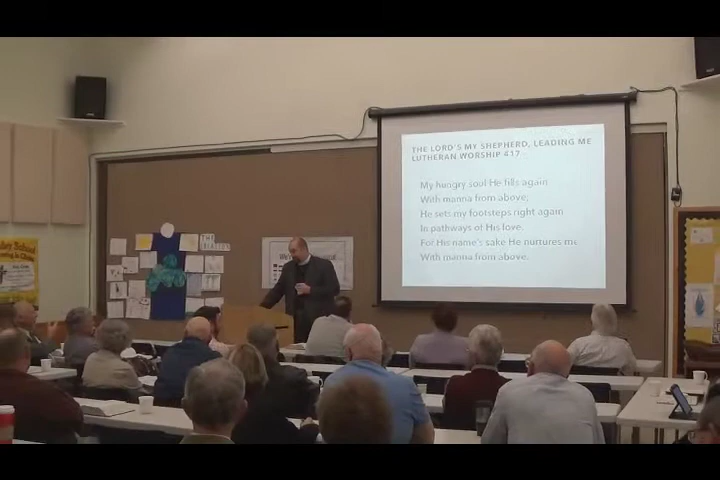 THE LORD'S MY SHEPHERD, LEADING ME
LUTHERAN WORSHIP 417
My hungry soul He fills again
With manna from above;
He sets my footsteps right again
In pathways of His love.
For His name's sake He nurtures me
With manna from above.
THE